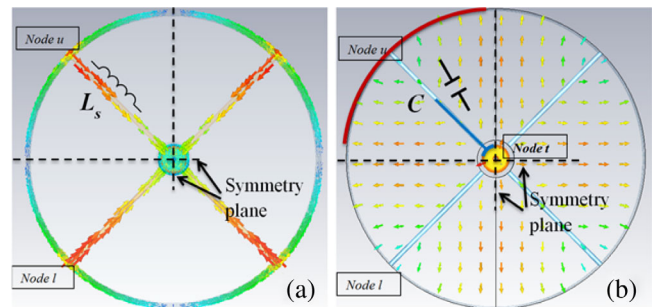 Node u
Ls
Symmetry
plane
Node l
(a)
Node u
C
Node t
Symmetry
plane
Node l
(b)